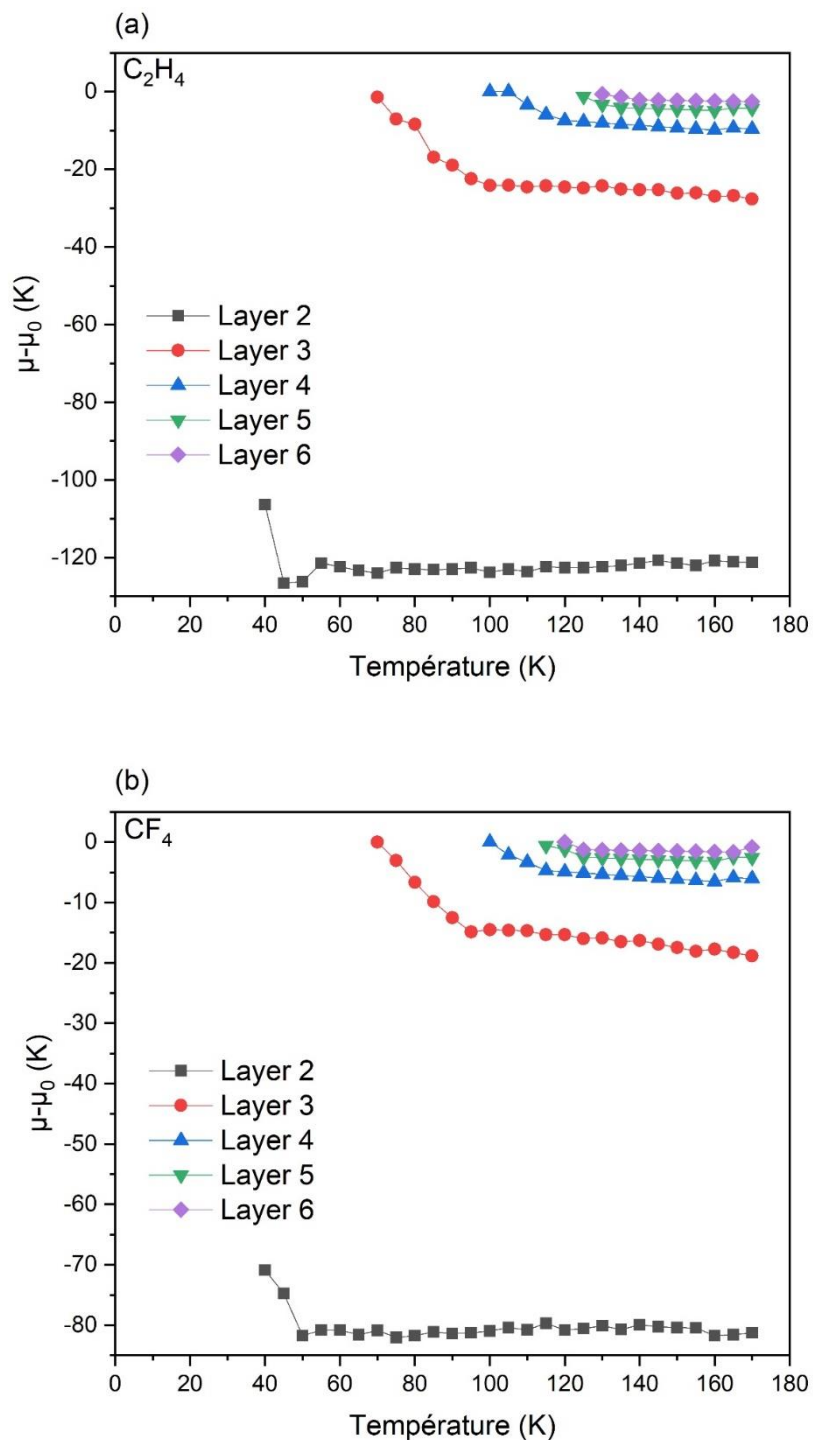 (a)
C₂H₄
0
-20
-40
-60
-80
-100
-120
μ-μ₀ (K)
Layer 2
Layer 3
Layer 4
Layer 5
Layer 6
0 20 40 60 80 100 120 140 160 180
Température (K)
(b)
CF₄
0
-10
-20
-30
-40
-50
-60
-70
-80
μ-μ₀ (K)
Layer 2
Layer 3
Layer 4
Layer 5
Layer 6
0 20 40 60 80 100 120 140 160 180
Température (K)